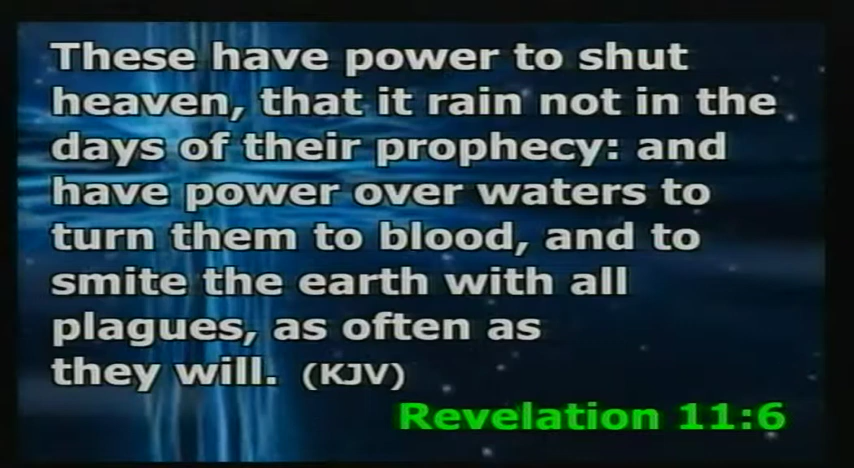 These have power to shut
heaven, that it rain not in the
days of their prophecy: and
have power over waters to
turn them to blood, and to
smite the earth with all
plagues, as often as
they will. (KJV)
Revelation 11:6